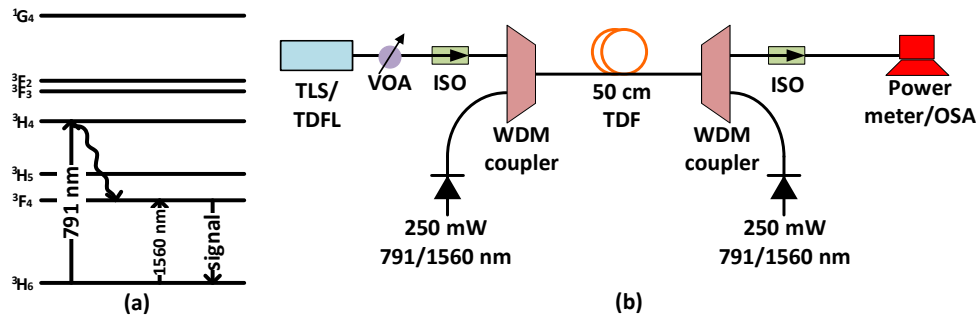 ¹G₄
³F₂
³F₃
³H₄
³H₅
³F₄
³H₆
791 nm
1560 nm
signal
(a)
TLS/
TDFL
VOA
ISO
WDM
coupler
50 cm
TDF
WDM
coupler
ISO
Power
meter/OSA
250 mW
791/1560 nm
250 mW
791/1560 nm
(b)